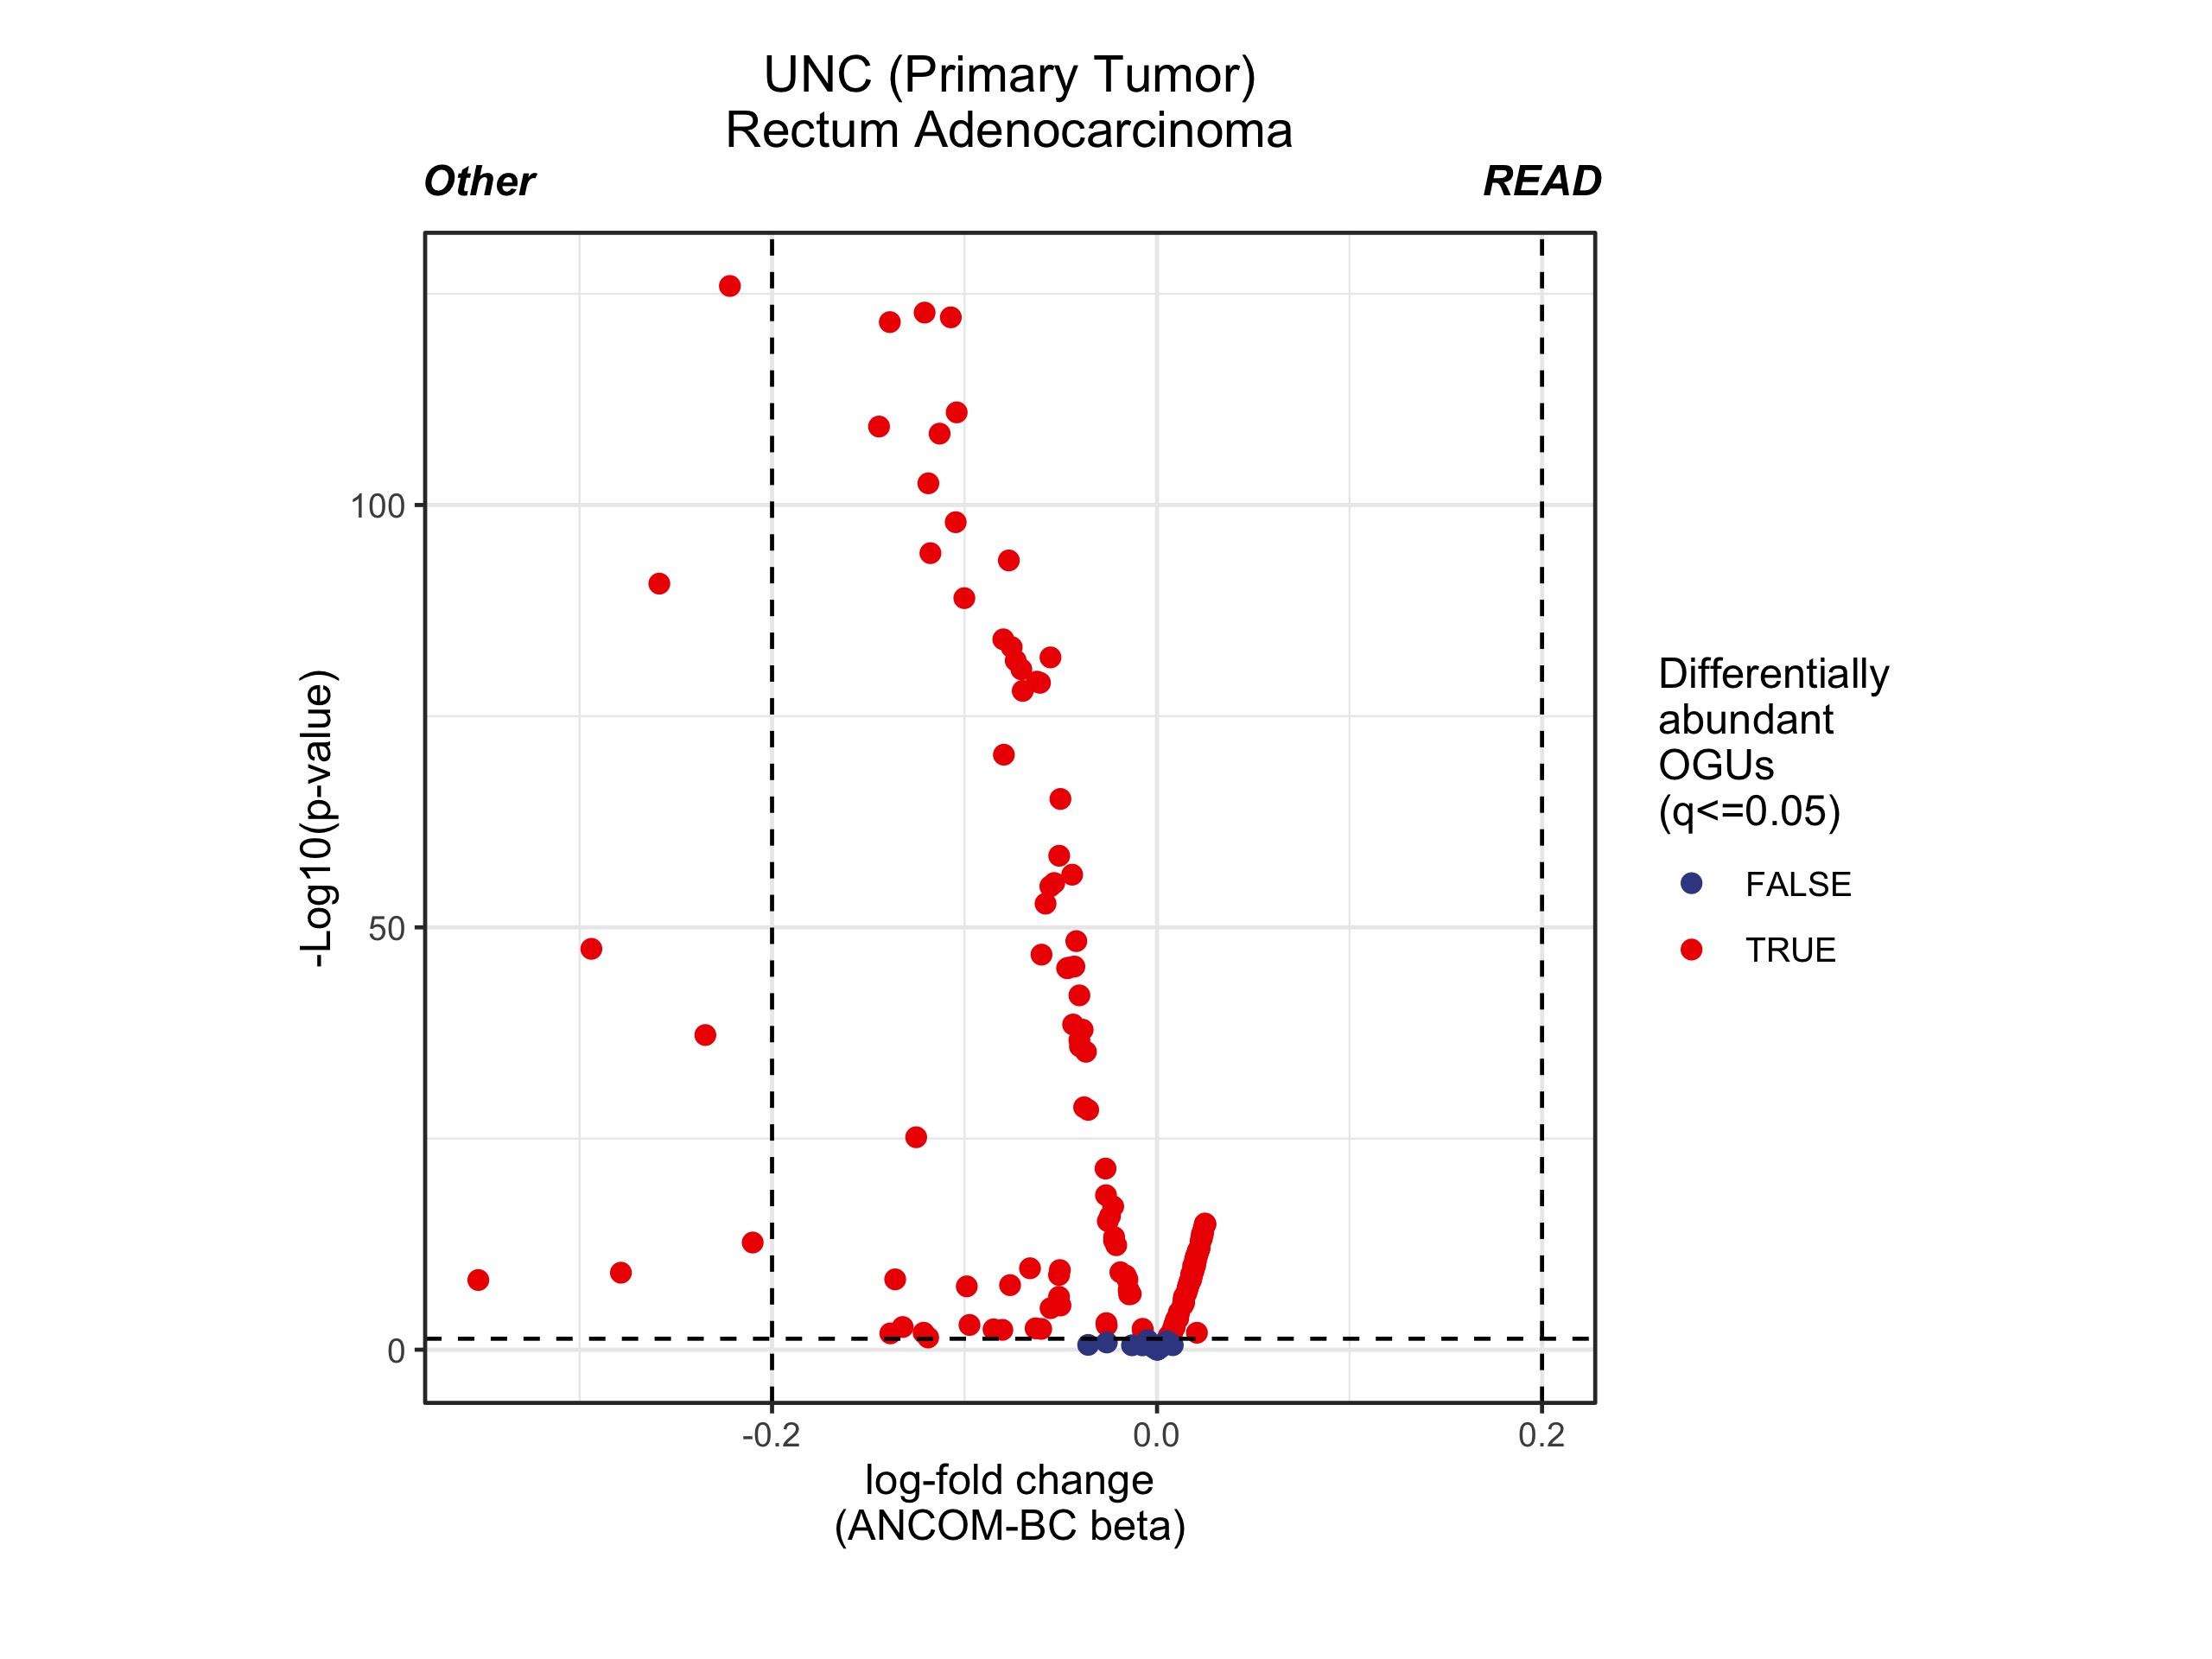 UNC (Primary Tumor)
Rectum Adenocarcinoma
Other
READ
-Log10(p-value)
100
50
0
-0.2
0.0
0.2
log-fold change
(ANCOM-BC beta)
Differentially
abundant
OGUs
(q<=0.05)
FALSE
TRUE